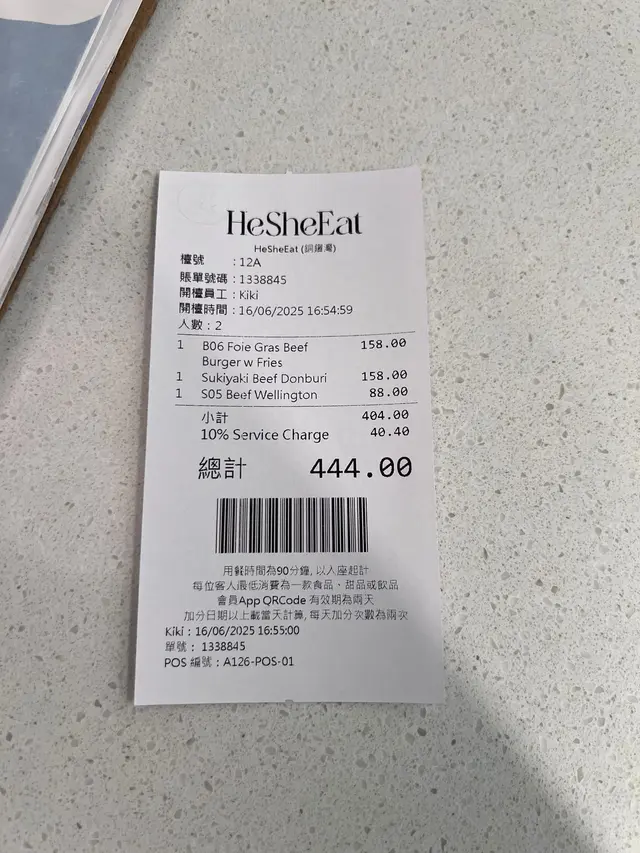 HeSheEat
HeSheEat (銅鑼灣)
檯號 : 12A
賬單號碼 : 1338845
開檯員工 : Kiki
開檯時間 : 16/06/2025 16:54:59
人數 : 2
1 B06 Foie Gras Beef 158.00
Burger w Fries
1 Sukiyaki Beef Donburi 158.00
1 S05 Beef Wellington 88.00
小計 404.00
10% Service Charge 40.40
總計 444.00
用餐時間為90分鐘, 以入座起計
每位客人最低消費為一款食品、甜品或飲品
會員App QRCode 有效期為兩天
加分日期以上載當天計算, 每天加分次數為兩次
Kiki : 16/06/2025 16:55:00
單號 : 1338845
POS 編號 : A126-POS-01